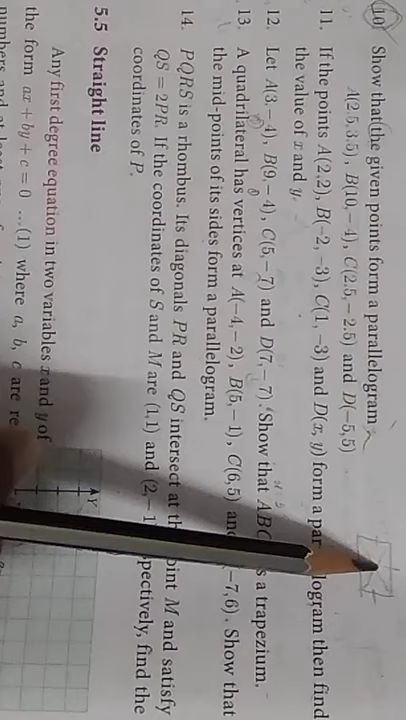 10. Show that the given points form a parallelogram
A(2.5,3.5), B(10,−4), C(2.5,−2.5) and D(−5,5)
11. If the points A(2,2), B(−2,−3), C(1,−3) and D(x, y) form a par logram then find
the value of x and y.
12. Let A(3,−4), B(9,−4), C(5,−7) and D(7,−7). Show that ABC s a trapezium.
13. A quadrilateral has vertices at A(−4,−2), B(5,−1), C(6,5) and −7,6). Show that
the mid-points of its sides form a parallelogram.
14. PQRS is a rhombus. Its diagonals PR and QS intersect at th oint M and satisfy
QS = 2PR. If the coordinates of S and M are (1,1) and (2,−1 pectively, find the
coordinates of P.
5.5 Straight line
Any first degree equation in two variables x and y of
the form ax + by + c = 0 ...(1) where a, b, c are re
numbers and at least
Y